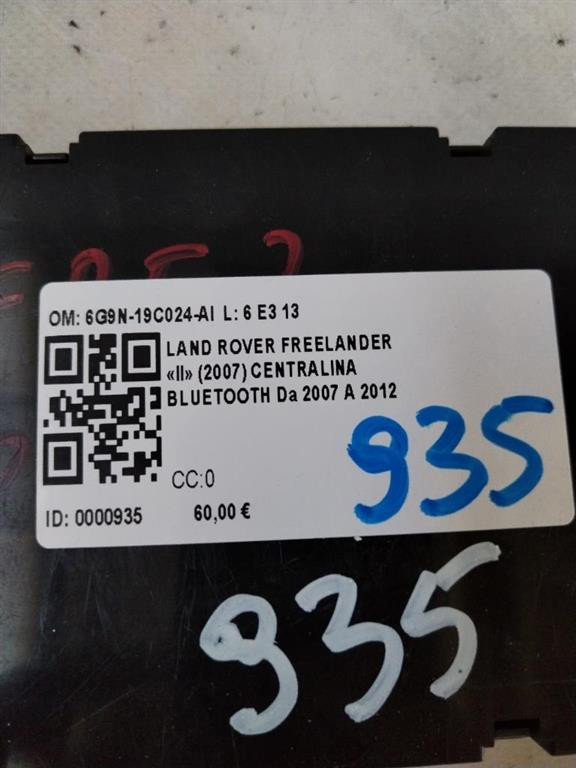 OM: 6G9N-19C024-AI L: 6 E3 13
LAND ROVER FREELANDER
«II» (2007) CENTRALINA
BLUETOOTH Da 2007 A 2012
CC:0
935
ID: 0000935 60,00 €
935